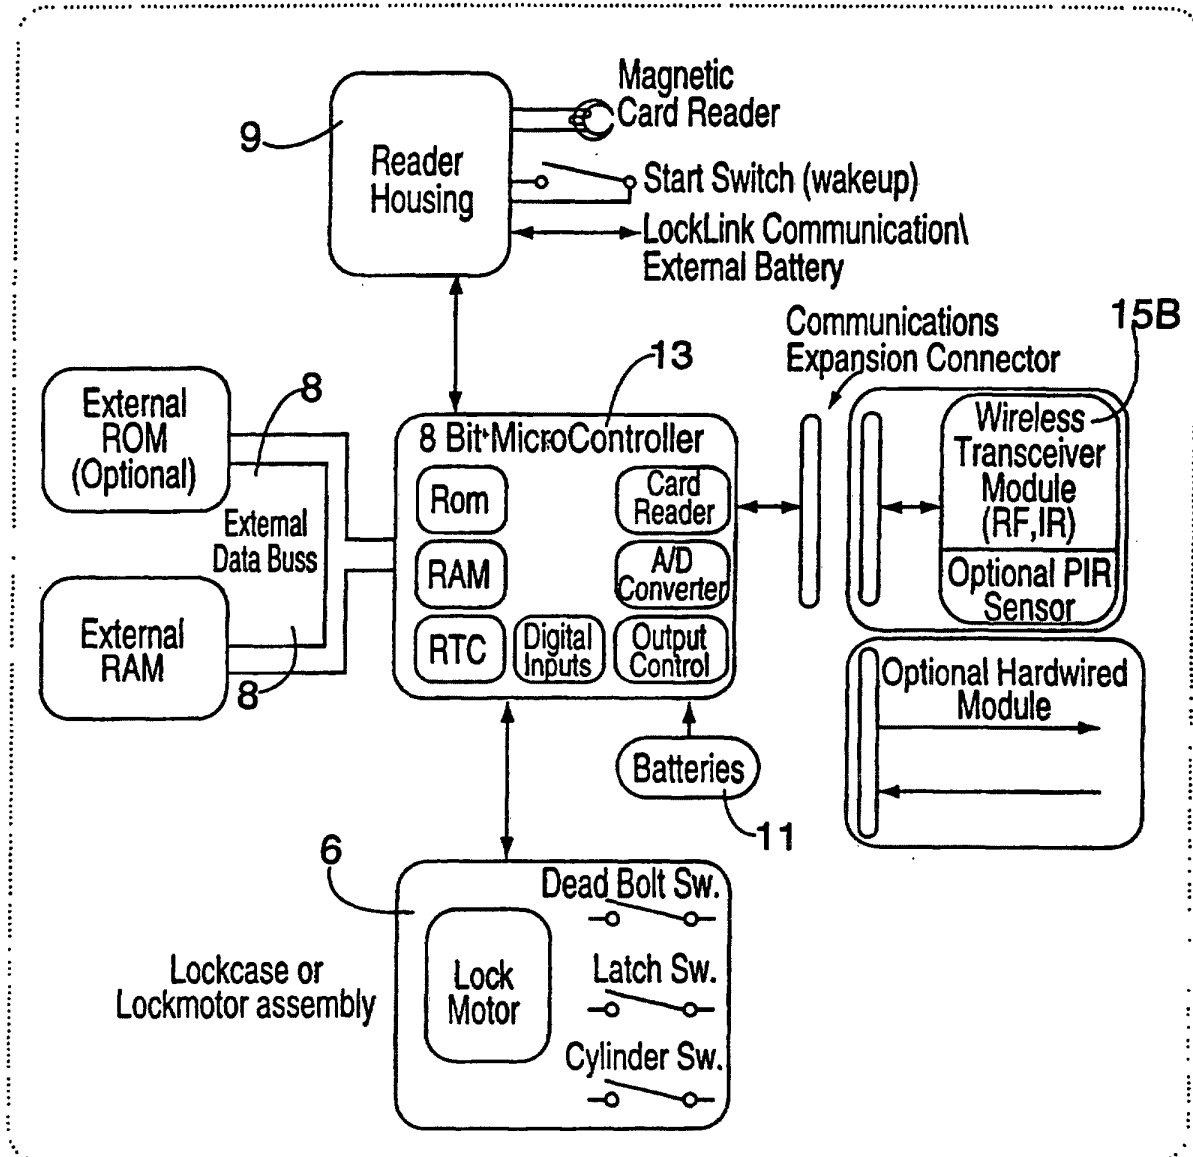 Magnetic
Card Reader
9
Reader
Housing
Start Switch (wakeup)
LockLink Communication\
External Battery
Communications
Expansion Connector
15B
13
8
External
ROM
(Optional)
8 Bit MicroController
Rom
Card
Reader
Wireless
Transceiver
Module
(RF,IR)
External
Data Buss
RAM
A/D
Converter
Optional PIR
Sensor
External
RAM
8
RTC
Digital
Inputs
Output
Control
Optional Hardwired
Module
Batteries
11
6
Dead Bolt Sw.
Lockcase or
Lockmotor assembly
Lock
Motor
Latch Sw.
Cylinder Sw.